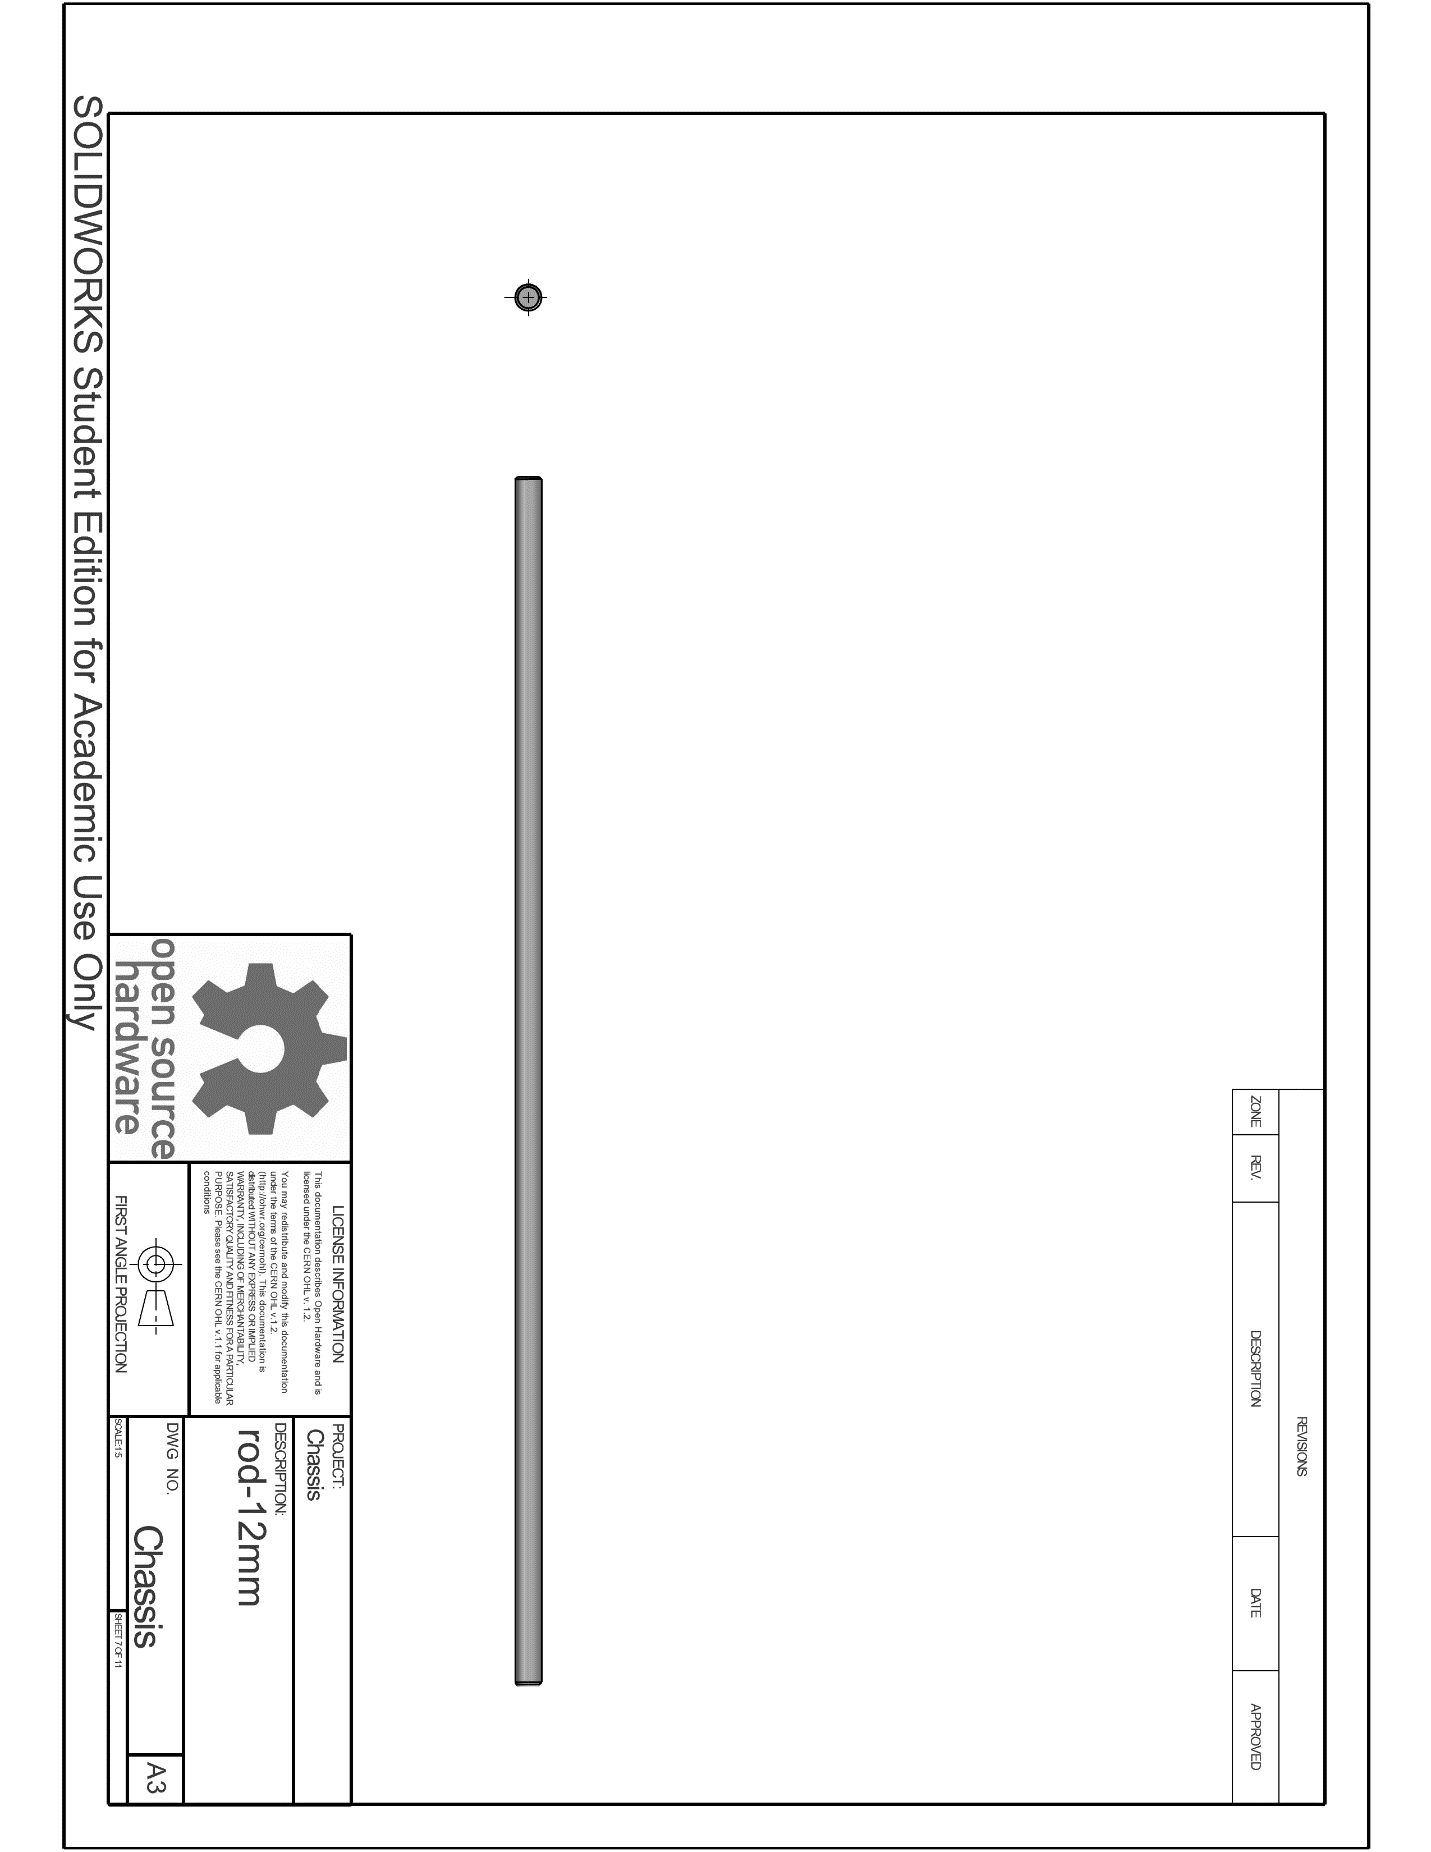 REVISIONS
ZONE REV. DESCRIPTION DATE APPROVED
open source
hardware
LICENSE INFORMATION
This documentation describes Open Hardware and is
licensed under the CERN OHL v. 1.2.
You may redistribute and modify this documentation
under the terms of the CERN OHL v.1.2.
(http://ohwr.org/cernohl). This documentation is
distributed WITHOUT ANY EXPRESS OR IMPLIED
WARRANTY, INCLUDING OF MERCHANTABILITY,
SATISFACTORY QUALITY AND FITNESS FOR A PARTICULAR
PURPOSE. Please see the CERN OHL v.1.1 for applicable
conditions
FIRST ANGLE PROJECTION
PROJECT:
Chassis
DESCRIPTION:
rod-12mm
DWG NO.
Chassis
A3
SCALE:1:5
SHEET 7 OF 11
SOLIDWORKS Student Edition for Academic Use Only